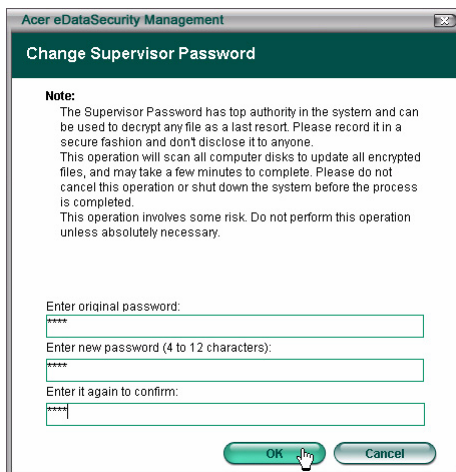 Acer eDataSecurity Management
Change Supervisor Password
Note:
The Supervisor Password has top authority in the system and can
be used to decrypt any file as a last resort. Please record it in a
secure fashion and don't disclose it to anyone.
This operation will scan all computer disks to update all encrypted
files, and may take a few minutes to complete. Please do not
cancel this operation or shut down the system before the process
is completed.
This operation involves some risk. Do not perform this operation
unless absolutely necessary.
Enter original password:
****
Enter new password (4 to 12 characters):
****
Enter it again to confirm:
****
OK Cancel